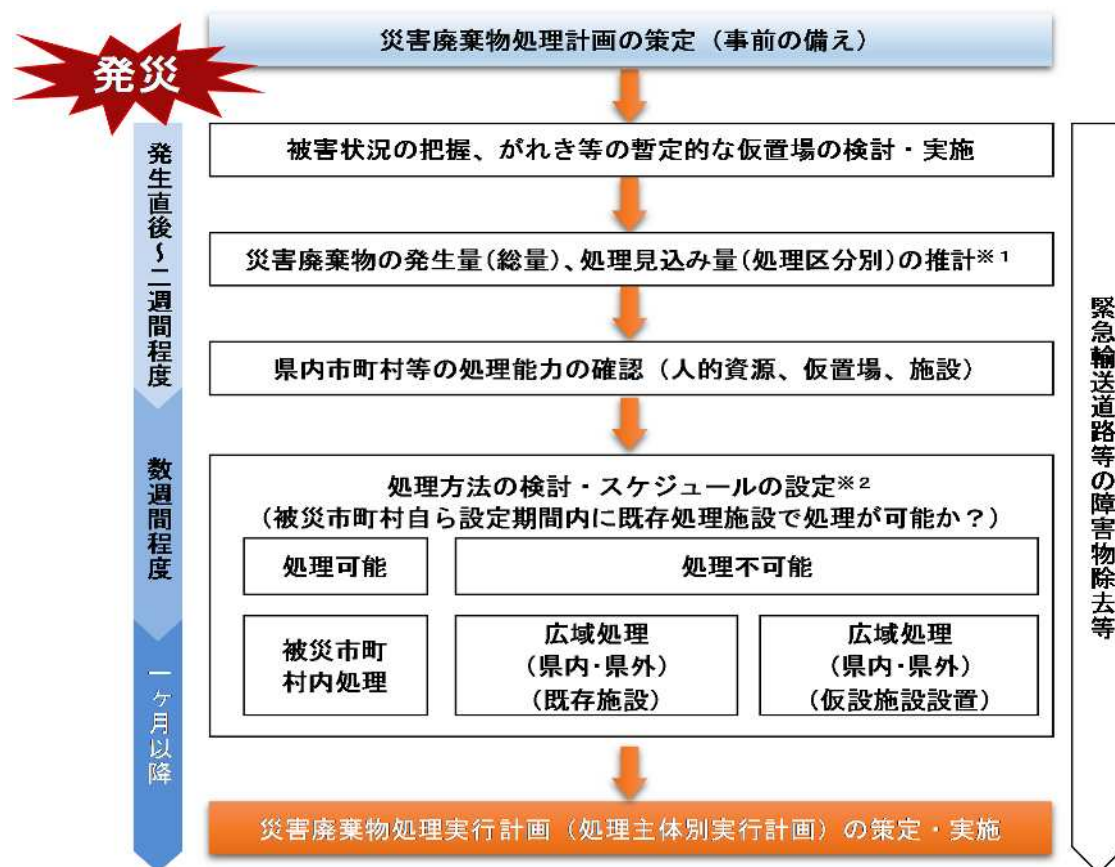 災害廃棄物処理計画の策定（事前の備え）
発災
発生直後～二週間程度
数週間程度
一ヶ月以降
被害状況の把握、がれき等の暫定的な仮置場の検討・実施
災害廃棄物の発生量(総量)、処理見込み量(処理区分別)の推計※１
県内市町村等の処理能力の確認（人的資源、仮置場、施設）
処理方法の検討・スケジュールの設定※２
（被災市町村自ら設定期間内に既存処理施設で処理が可能か？）
処理可能
処理不可能
被災市町
村内処理
広域処理
（県内･県外）
（既存施設）
広域処理
（県内･県外）
（仮設施設設置）
災害廃棄物処理実行計画（処理主体別実行計画）の策定・実施
緊急輸送道路等の障害物除去等